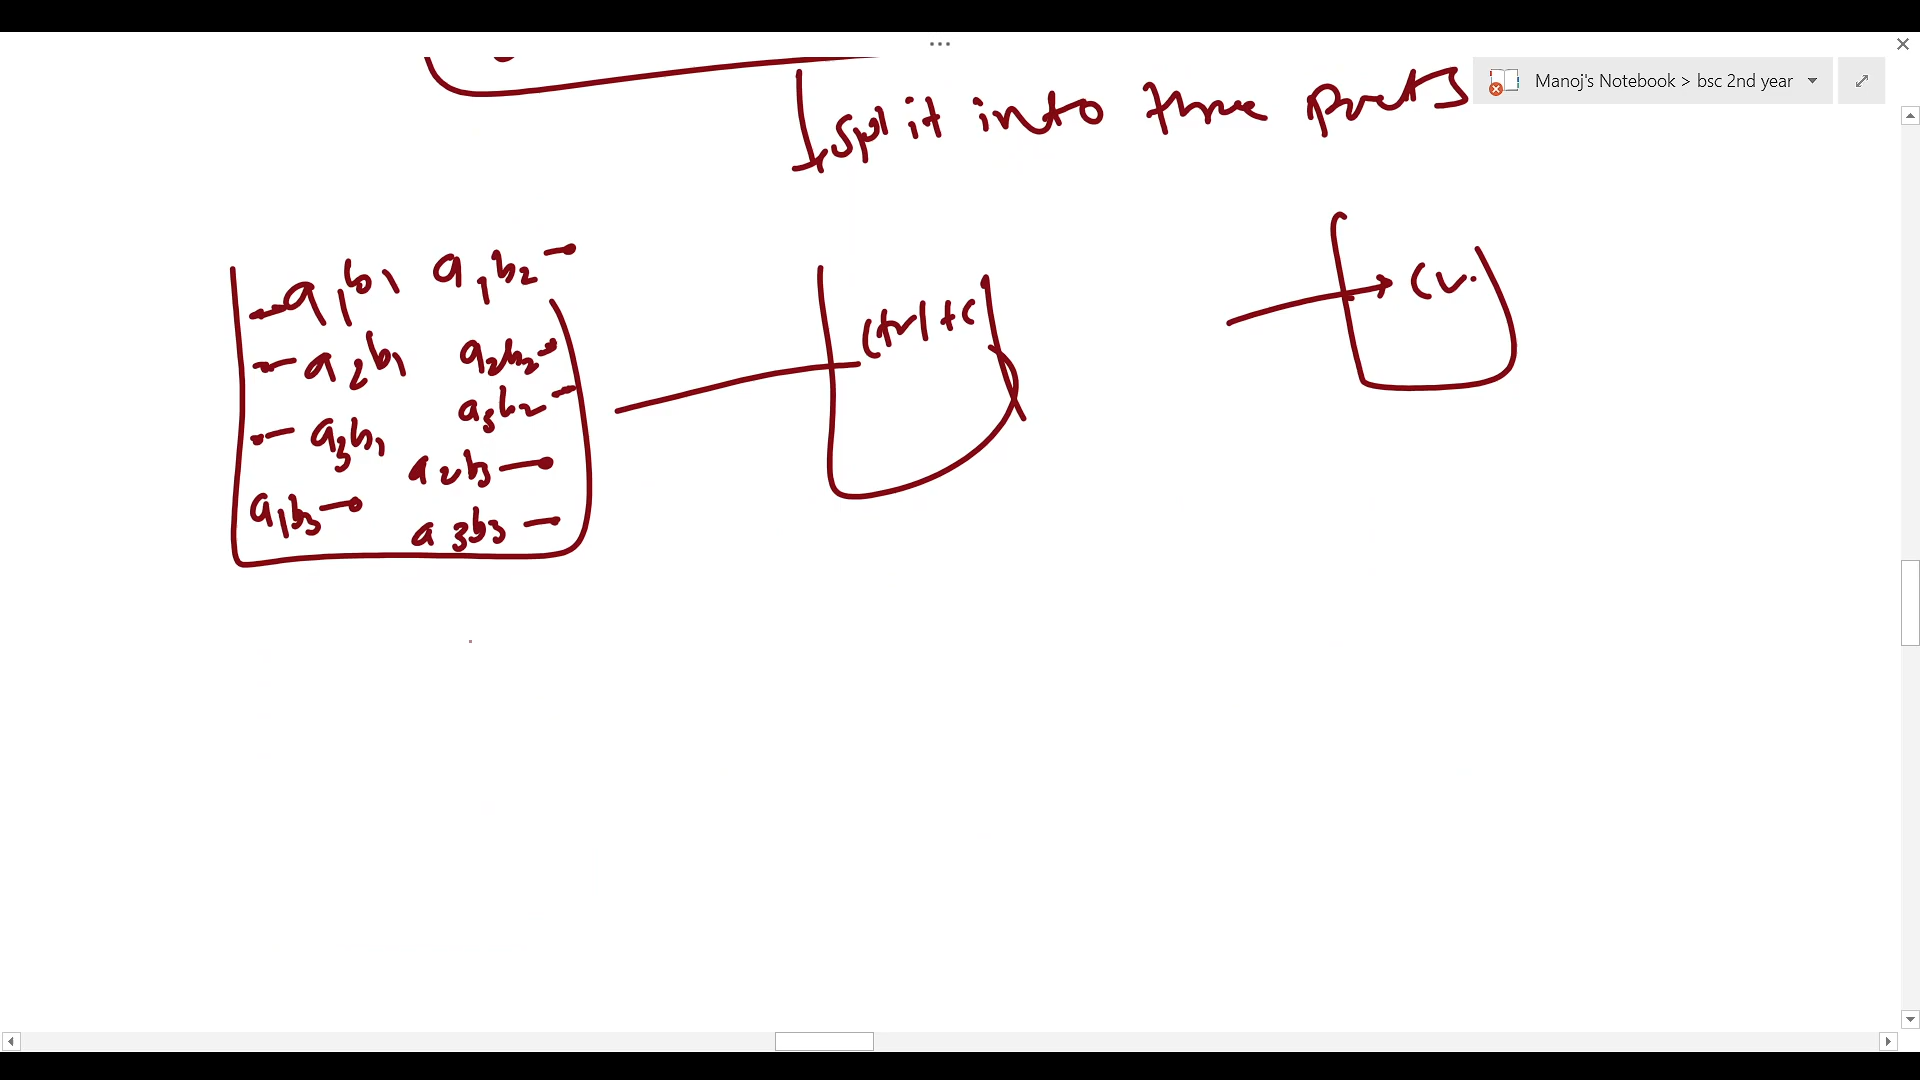 Manoj's Notebook > bsc 2nd year
split into three parts
a1b1 a1b2
a2b1 a2b2
a3b1 a3b2
a2b3
a1b3
a3b3
ctrl+c